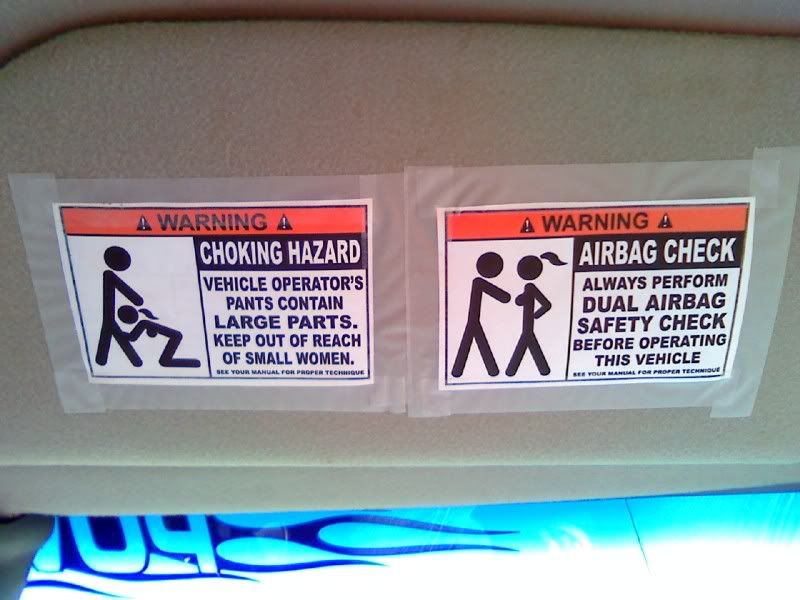 WARNING
CHOKING HAZARD
VEHICLE OPERATOR'S
PANTS CONTAIN
LARGE PARTS.
KEEP OUT OF REACH
OF SMALL WOMEN.
SEE YOUR MANUAL FOR PROPER TECHNIQUE
WARNING
AIRBAG CHECK
ALWAYS PERFORM
DUAL AIRBAG
SAFETY CHECK
BEFORE OPERATING
THIS VEHICLE
SEE YOUR MANUAL FOR PROPER TECHNIQUE